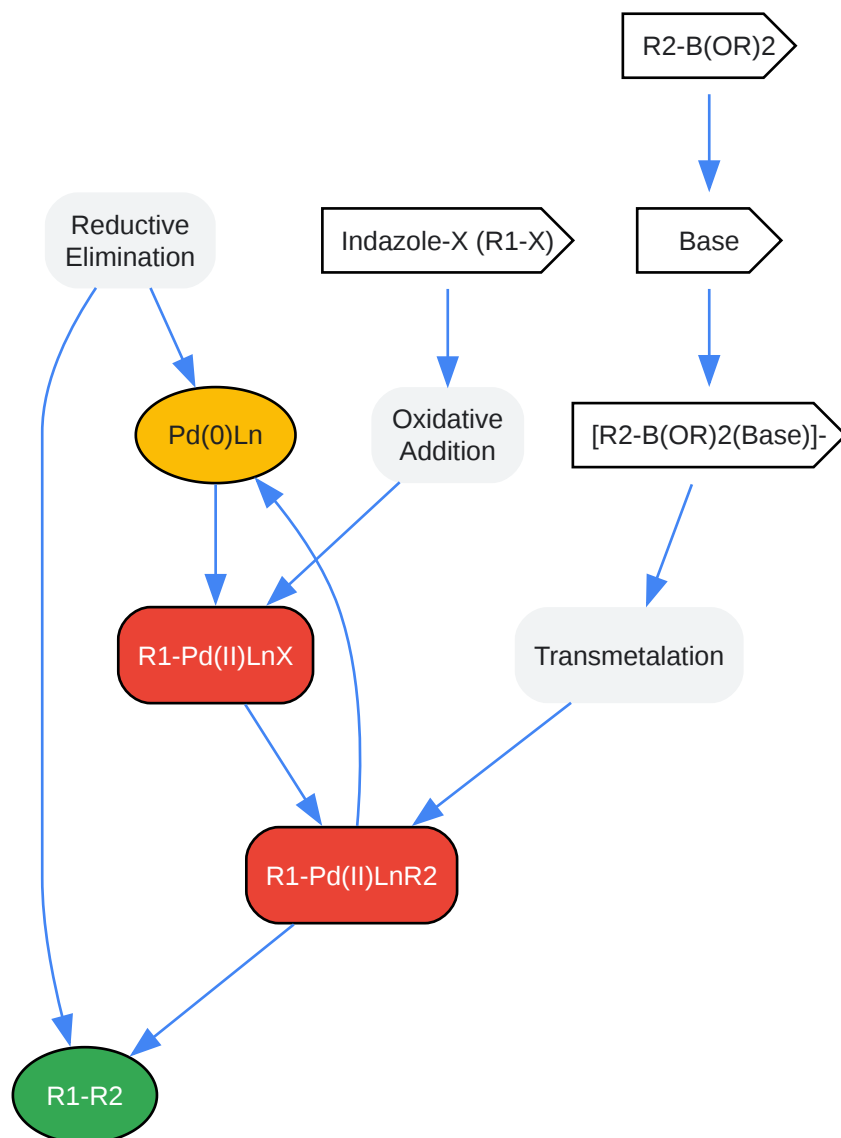 R2-B(OR)2
Reductive
Elimination
Indazole-X (R1-X)
Base
Pd(0)Ln
Oxidative
Addition
[R2-B(OR)2(Base)]-
R1-Pd(II)LnX
Transmetalation
R1-Pd(II)LnR2
R1-R2